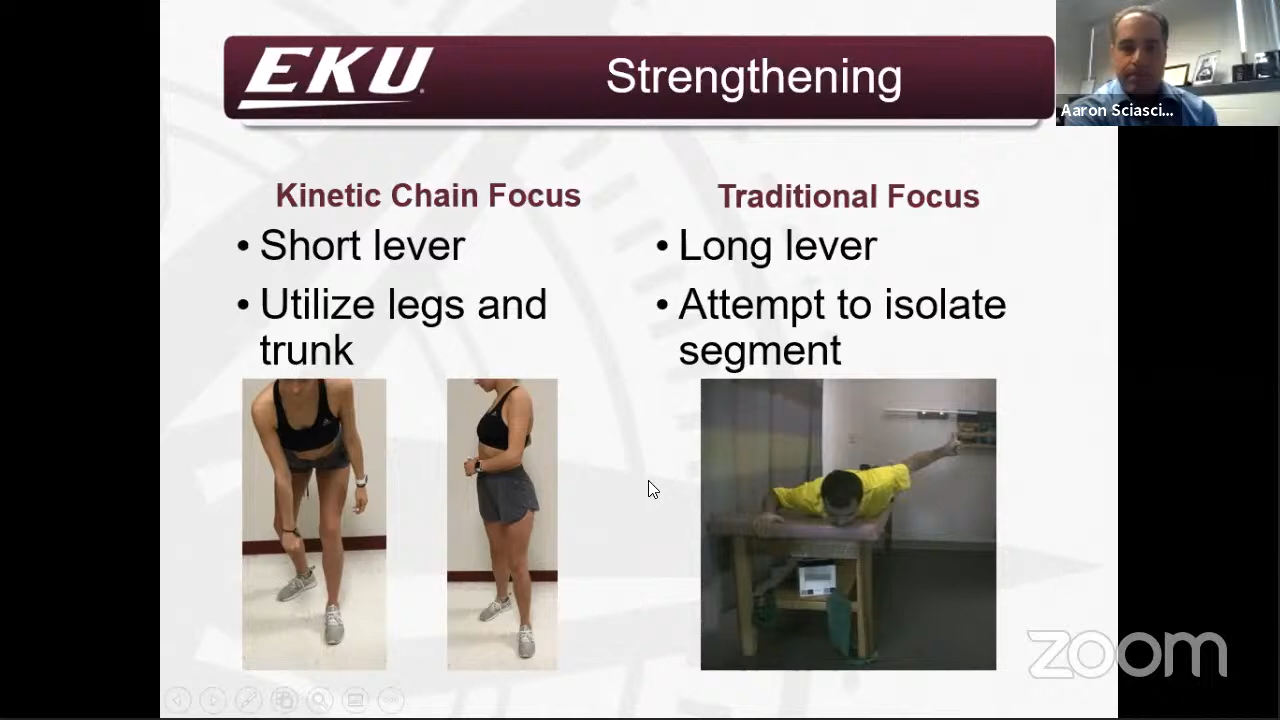 EKU
Strengthening
Aaron Sciasci...
Kinetic Chain Focus
• Short lever
• Utilize legs and
trunk
Traditional Focus
• Long lever
• Attempt to isolate
segment
zoom